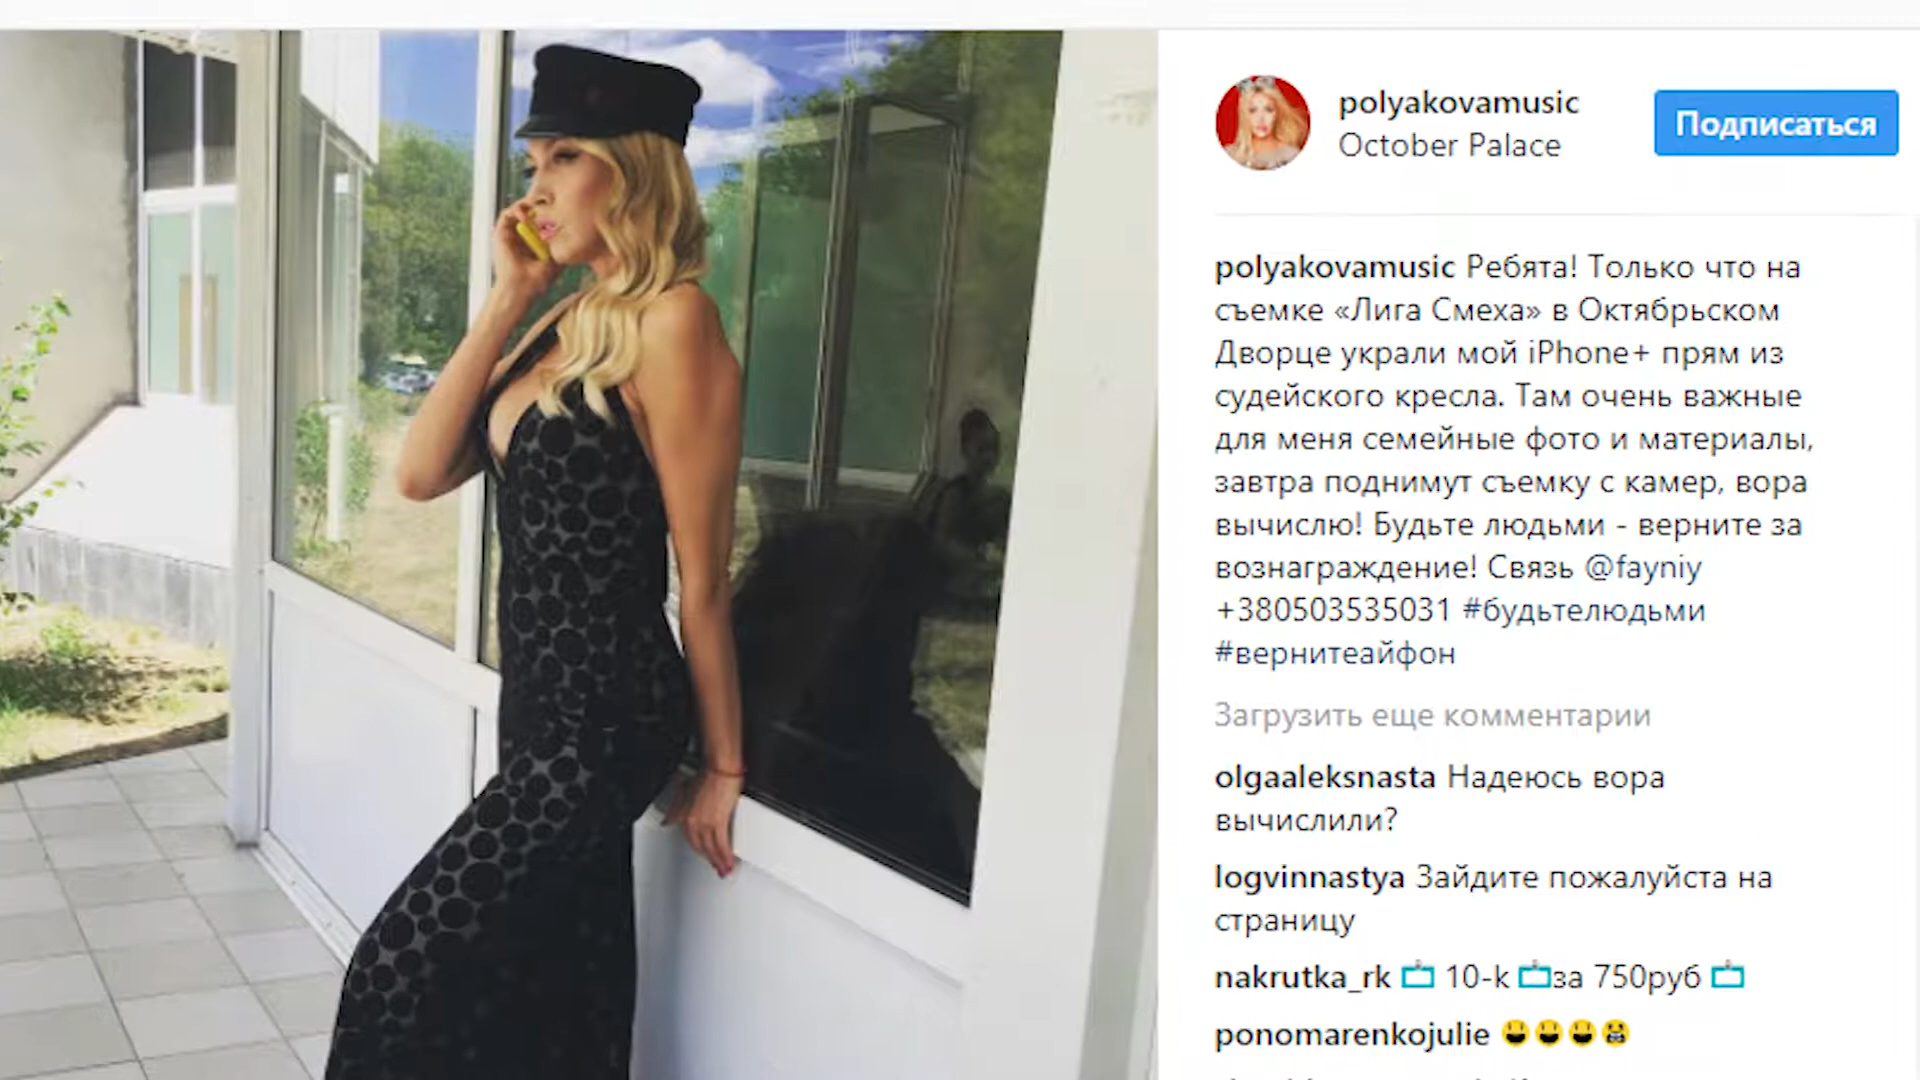 polyakovamusic
October Palace
Подписаться
polyakovamusic Ребята! Только что на
съемке «Лига Смеха» в Октябрьском
Дворце украли мой iPhone+ прям из
судейского кресла. Там очень важные
для меня семейные фото и материалы,
завтра поднимут съемку с камер, вора
вычислю! Будьте людьми - верните за
вознаграждение! Связь @fayniy
+380503535031 #будьтелюдьми
#вернитеайфон
Загрузить еще комментарии
olgaaleksnasta Надеюсь вора
вычислили?
logvinnastya Зайдите пожалуйста на
страницу
nakrutka_rk 10-k за 750руб
ponomarenkojulie